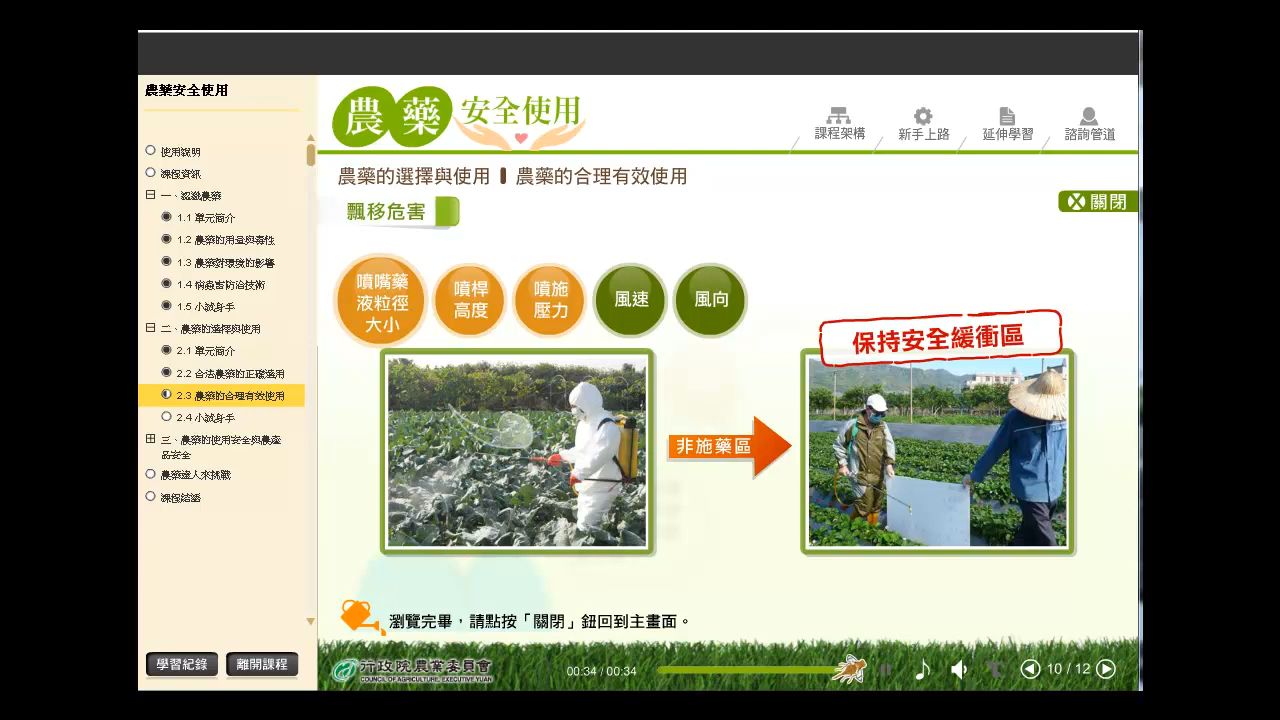 農藥安全使用
使用說明
課程資訊
一、認識農藥
1.1 單元簡介
1.2 農藥的用量與毒性
1.3 農藥對環境的影響
1.4 病蟲害防治技術
1.5 小試身手
二、農藥的選擇與使用
2.1 單元簡介
2.2 合法農藥的正確選用
2.3 農藥的合理有效使用
2.4 小試身手
三、農藥的使用安全與農產
品安全
農藥達人來挑戰
課程結語
學習紀錄
離開課程
農藥 安全使用
課程架構
新手上路
延伸學習
諮詢管道
農藥的選擇與使用 農藥的合理有效使用
飄移危害
關閉
噴嘴藥
液粒徑
大小
噴桿
高度
噴施
壓力
風速
風向
保持安全緩衝區
非施藥區
瀏覽完畢，請點按「關閉」鈕回到主畫面。
行政院農業委員會
COUNCIL OF AGRICULTURE, EXECUTIVE YUAN
00:34 / 00:34
10 / 12